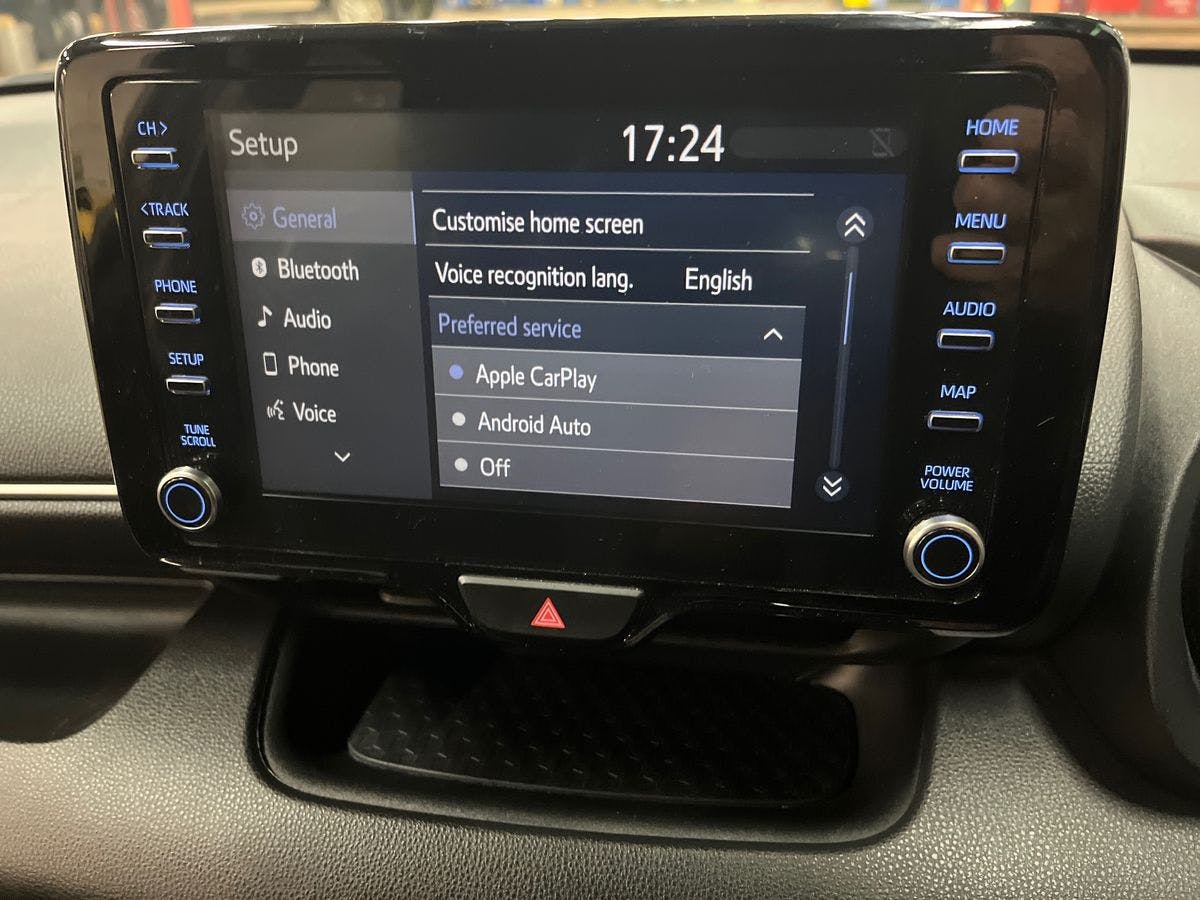 CH>
<TRACK
PHONE
SETUP
TUNE
SCROLL
Setup
17:24
General
Bluetooth
Audio
Phone
Voice
Customise home screen
Voice recognition lang. English
Preferred service
Apple CarPlay
Android Auto
Off
HOME
MENU
AUDIO
MAP
POWER
VOLUME